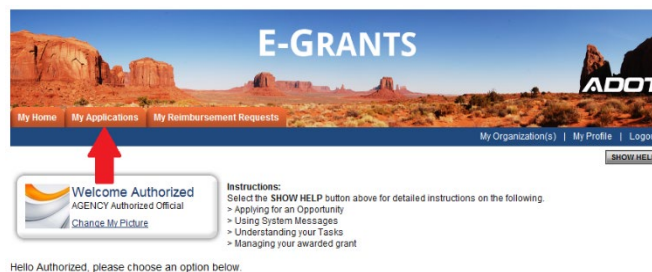 E-GRANTS
ADOT
My Home My Applications My Reimbursement Requests
My Organization(s) | My Profile | Logo
SHOW HEL
Welcome Authorized
AGENCY Authorized Official
Change My Picture
Instructions:
Select the SHOW HELP button above for detailed instructions on the following.
> Applying for an Opportunity
> Using System Messages
> Understanding your Tasks
> Managing your awarded grant
Hello Authorized, please choose an option below.